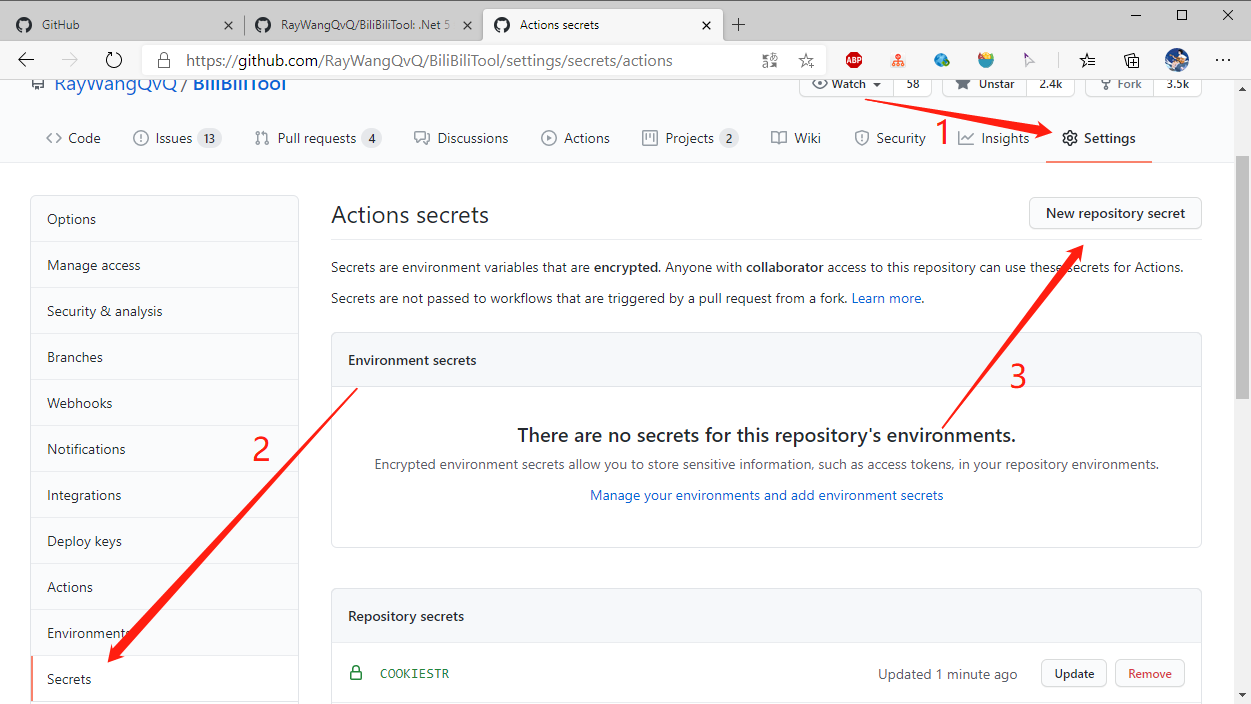 GitHub
RayWangQvQ/BiliBiliTool: .Net 5
Actions secrets
https://github.com/RayWangQvQ/BiliBiliTool/settings/secrets/actions
ABP
RayWangQvQ / BiliBiliTool
Watch 58 Unstar 2.4k Fork 3.5k
Code Issues 13 Pull requests 4 Discussions Actions Projects 2 Wiki Security 1 Insights Settings
Options
Manage access
Security & analysis
Branches
Webhooks
Notifications
Integrations
Deploy keys
Actions
Environments
Secrets
2
Actions secrets
New repository secret
Secrets are environment variables that are encrypted. Anyone with collaborator access to this repository can use these secrets for Actions.
Secrets are not passed to workflows that are triggered by a pull request from a fork. Learn more.
Environment secrets
3
There are no secrets for this repository's environments.
Encrypted environment secrets allow you to store sensitive information, such as access tokens, in your repository environments.
Manage your environments and add environment secrets
Repository secrets
COOKIESTR Updated 1 minute ago Update Remove